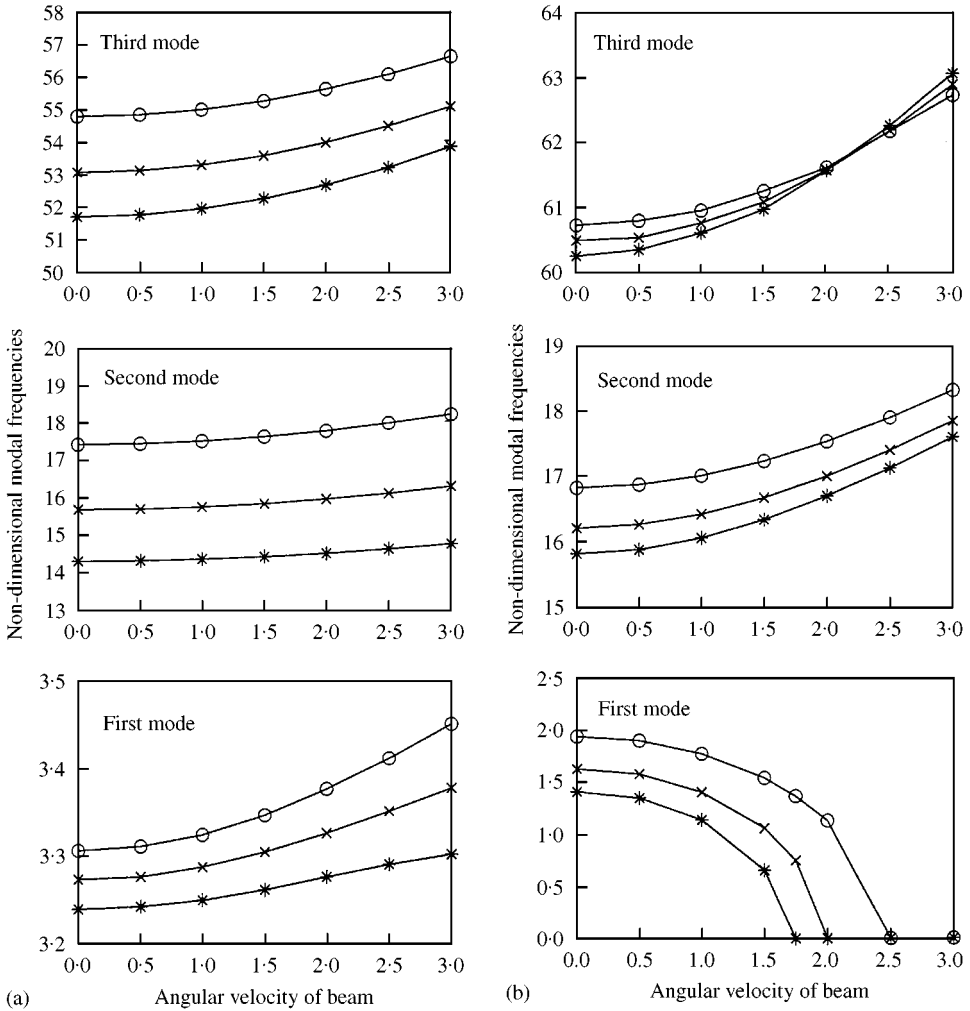 58
57
56
55
54
53
52
51
50
Third mode
0·0 0·5 1·0 1·5 2·0 2·5 3·0
64
63
62
61
60
Third mode
0·0 0·5 1·0 1·5 2·0 2·5 3·0
Non-dimensional modal frequencies
20
19
18
17
16
15
14
13
Second mode
0·0 0·5 1·0 1·5 2·0 2·5 3·0
Non-dimensional modal frequencies
19
18
17
16
15
Second mode
0·0 0·5 1·0 1·5 2·0 2·5 3·0
3·5
3·4
3·3
3·2
First mode
0·0 0·5 1·0 1·5 2·0 2·5 3·0
(a) Angular velocity of beam
2·5
2·0
1·5
1·0
0·5
0·0
First mode
0.0 0.5 1.0 1.5 2.0 2.5 3.0
(b) Angular velocity of beam